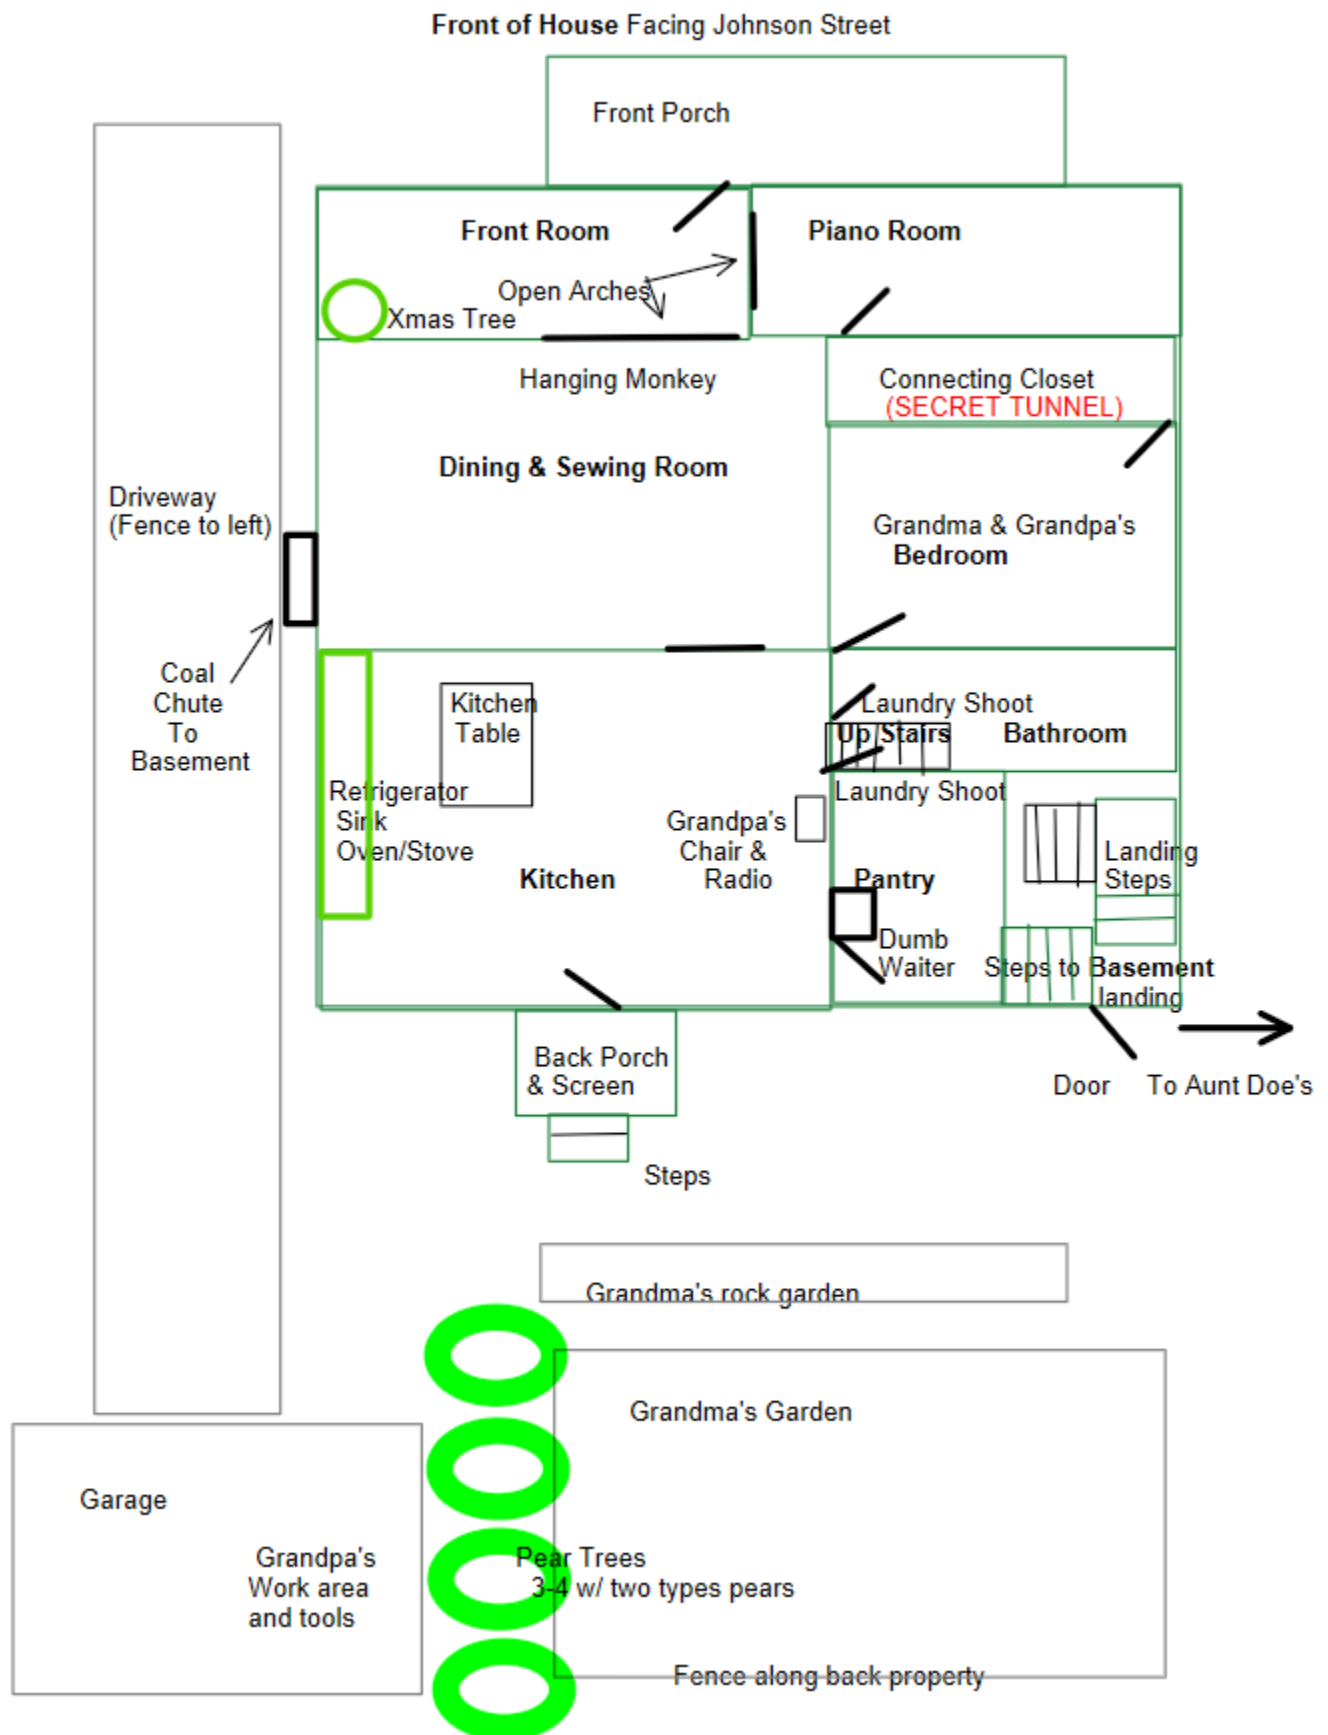 Front of House Facing Johnson Street
Front Porch
Front Room
Piano Room
Open Arches
Xmas Tree
Hanging Monkey
Connecting Closet
(SECRET TUNNEL)
Dining & Sewing Room
Driveway
(Fence to left)
Grandma & Grandpa's
Bedroom
Coal
Chute
To
Basement
Kitchen
Table
Laundry Shoot
Up Stairs
Bathroom
Refrigerator
Sink
Oven/Stove
Laundry Shoot
Grandpa's
Chair &
Radio
Kitchen
Pantry
Landing
Steps
Dumb
Waiter
Steps to Basement
landing
Back Porch
& Screen
Door
To Aunt Doe's
Steps
Grandma's rock garden
Grandma's Garden
Garage
Grandpa's
Work area
and tools
Pear Trees
3-4 w/ two types pears
Fence along back property